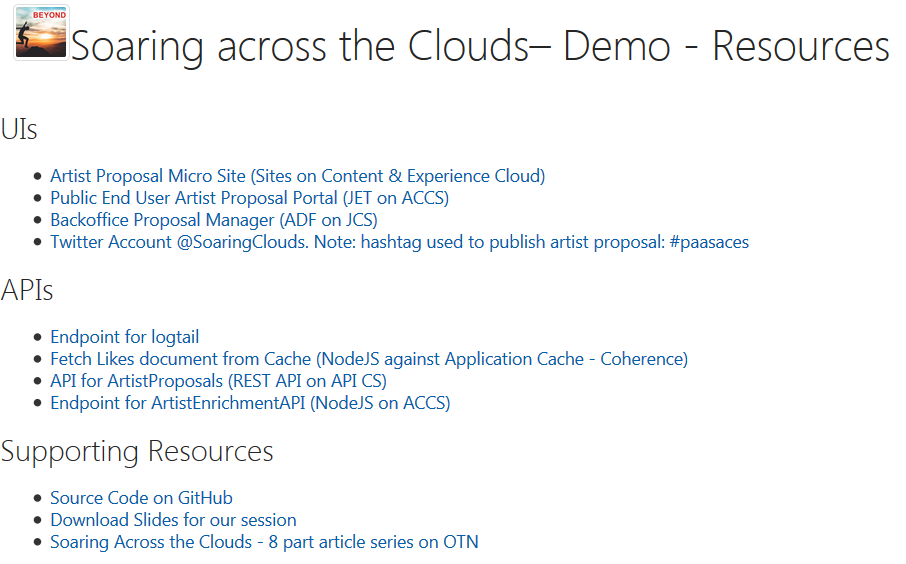 BEYOND
Soaring across the Clouds– Demo - Resources
UIs
Artist Proposal Micro Site (Sites on Content & Experience Cloud)
Public End User Artist Proposal Portal (JET on ACCS)
Backoffice Proposal Manager (ADF on JCS)
Twitter Account @SoaringClouds. Note: hashtag used to publish artist proposal: #paasaces
APIs
Endpoint for logtail
Fetch Likes document from Cache (NodeJS against Application Cache - Coherence)
API for ArtistProposals (REST API on API CS)
Endpoint for ArtistEnrichmentAPI (NodeJS on ACCS)
Supporting Resources
Source Code on GitHub
Download Slides for our session
Soaring Across the Clouds - 8 part article series on OTN